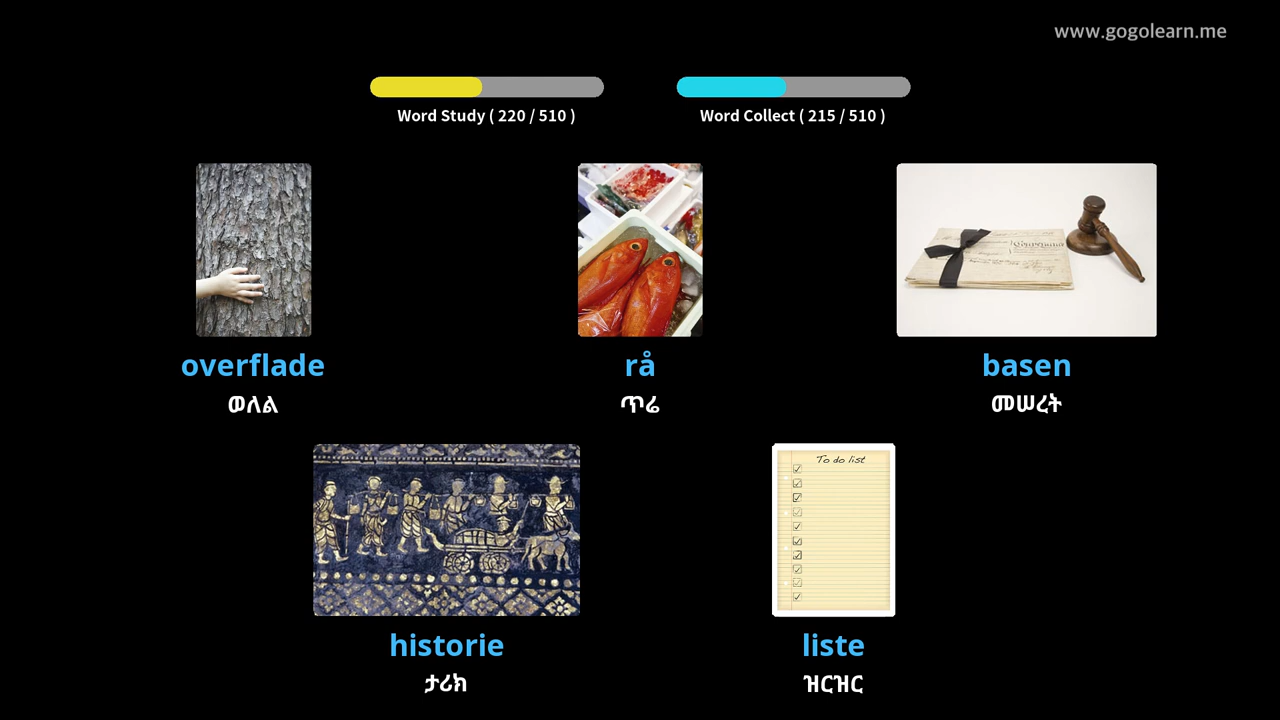 www.gogolearn.me
Word Study ( 220 / 510 )
Word Collect ( 215 / 510 )
overflade
ወለል
rå
ጥሬ
basen
መሠረት
To do list
historie
ታሪክ
liste
ዝርዝር